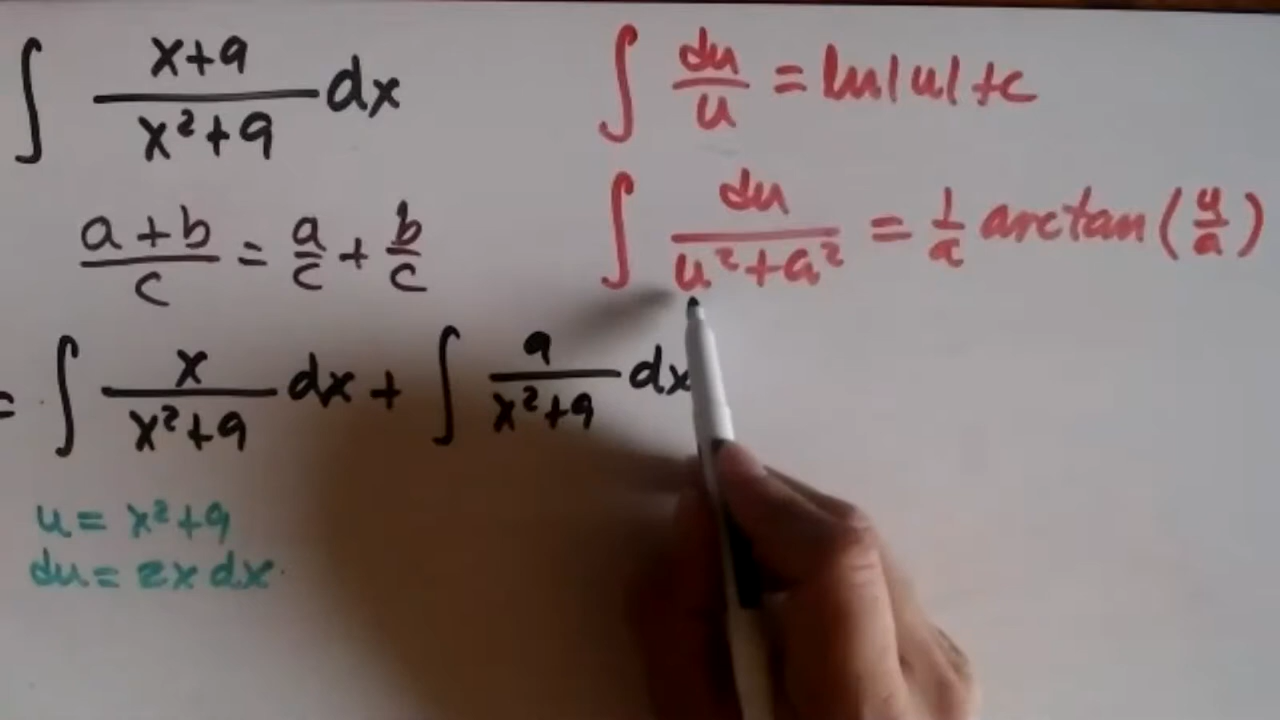 ∫ x+9/x²+9 dx
∫ du/u = ln|u|+c
∫ du/u²+a² = 1/a arctan(u/a)
a+b/c = a/c + b/c
= ∫ x/x²+9 dx + ∫ 9/x²+9 dx
u = x²+9
du = 2x dx